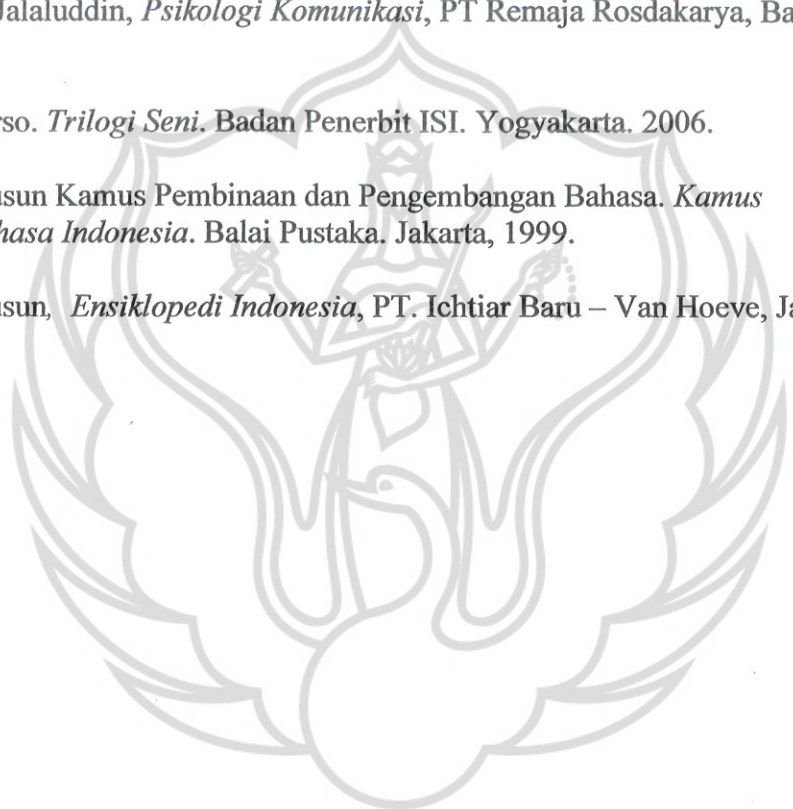 Jalaluddin, Psikologi Komunikasi, PT Remaja Rosdakarya, Ba
rso. Trilogi Seni. Badan Penerbit ISI. Yogyakarta. 2006.
usun Kamus Pembinaan dan Pengembangan Bahasa. Kamus
hasa Indonesia. Balai Pustaka. Jakarta, 1999.
usun, Ensiklopedi Indonesia, PT. Ichtiar Baru – Van Hoeve, Ja